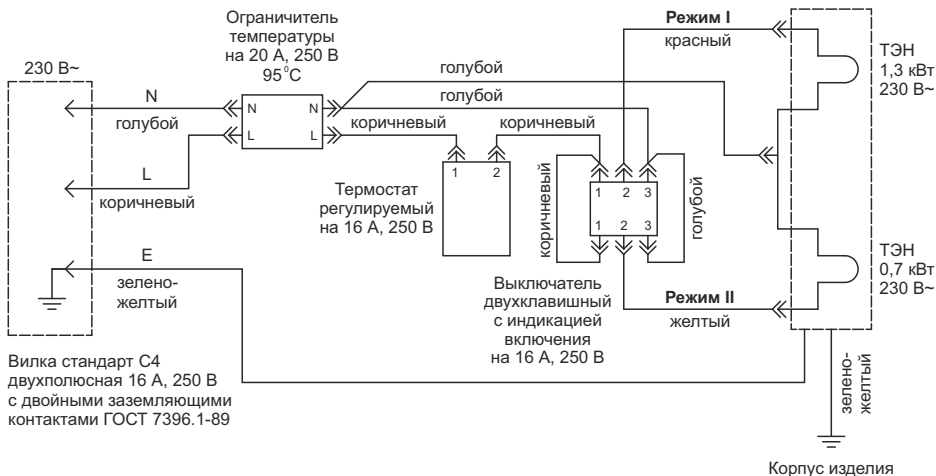 Ограничитель
температуры
на 20 А, 250 В
95 °С
230 В~
N
голубой
L
коричневый
E
зелено-
желтый
N
L
N
L
голубой
голубой
коричневый
коричневый
1
2
Термостат
регулируемый
на 16 А, 250 В
Режим I
красный
коричневый
1 2 3
1 2 3
голубой
Выключатель
двухклавишный
с индикацией
включения
на 16 А, 250 В
Режим II
желтый
ТЭН
1,3 кВт
230 В~
ТЭН
0,7 кВт
230 В~
Вилка стандарт С4
двухполюсная 16 А, 250 В
с двойными заземляющими
контактами ГОСТ 7396.1-89
зелено-
желтый
Корпус изделия